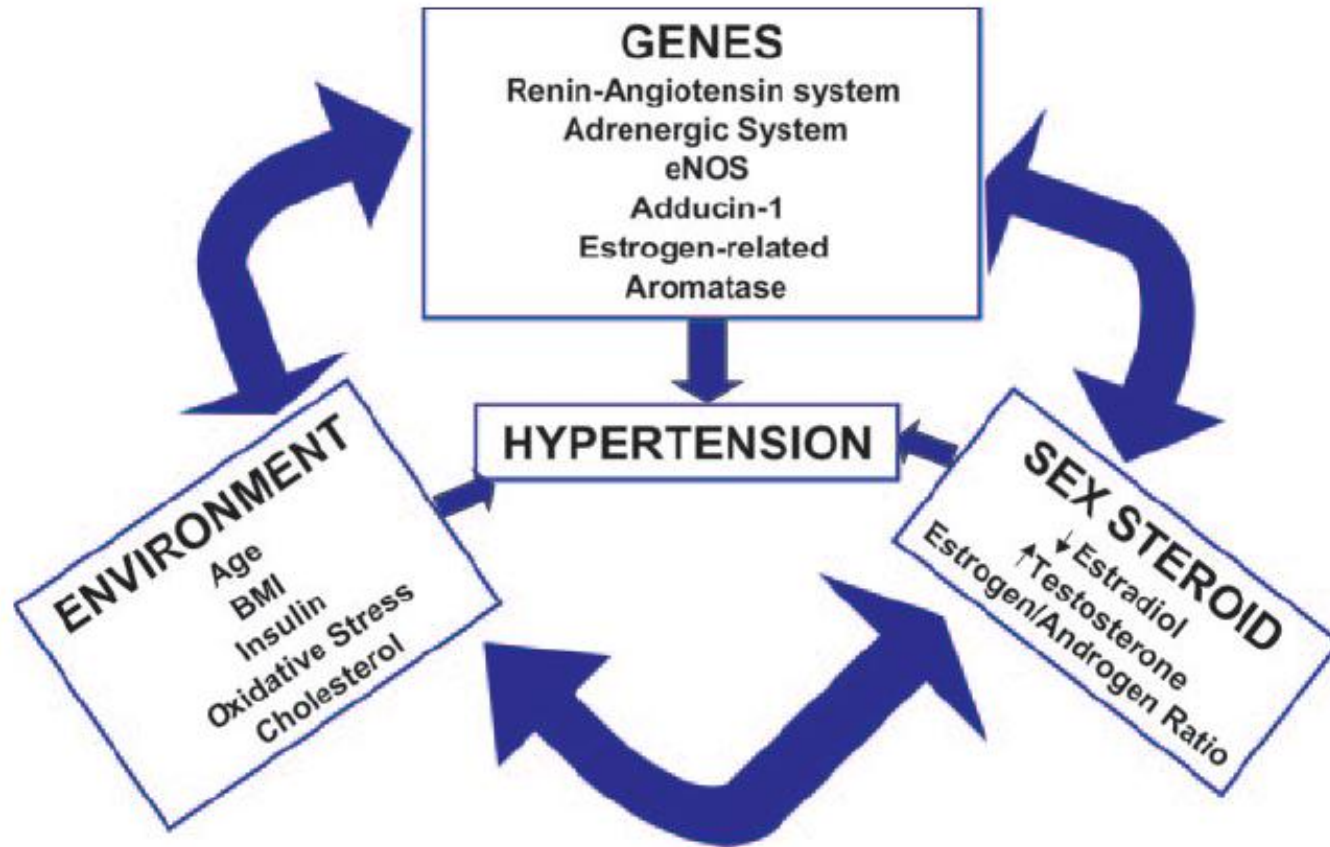 GENES
Renin-Angiotensin system
Adrenergic System
eNOS
Adducin-1
Estrogen-related
Aromatase
HYPERTENSION
ENVIRONMENT
Age
BMI
Insulin
Oxidative Stress
Cholesterol
SEX STEROID
↓Estradiol
↑Testosterone
Estrogen/Androgen Ratio